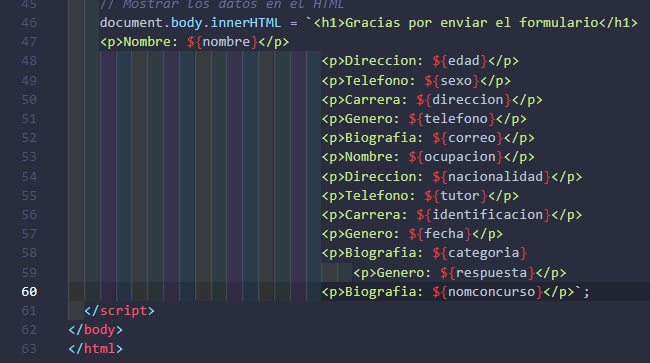 45 // Mostrar los datos en el HTML
46 document.body.innerHTML = `<h1>Gracias por enviar el formulario</h1>
47 <p>Nombre: ${nombre}</p>
48 <p>Direccion: ${edad}</p>
49 <p>Telefono: ${sexo}</p>
50 <p>Carrera: ${direccion}</p>
51 <p>Genero: ${telefono}</p>
52 <p>Biografia: ${correo}</p>
53 <p>Nombre: ${ocupacion}</p>
54 <p>Direccion: ${nacionalidad}</p>
55 <p>Telefono: ${tutor}</p>
56 <p>Carrera: ${identificacion}</p>
57 <p>Genero: ${fecha}</p>
58 <p>Biografia: ${categoria}
59 <p>Genero: ${respuesta}</p>
60 <p>Biografia: ${nomconcurso}</p>`;
61 </script>
62 </body>
63 </html>